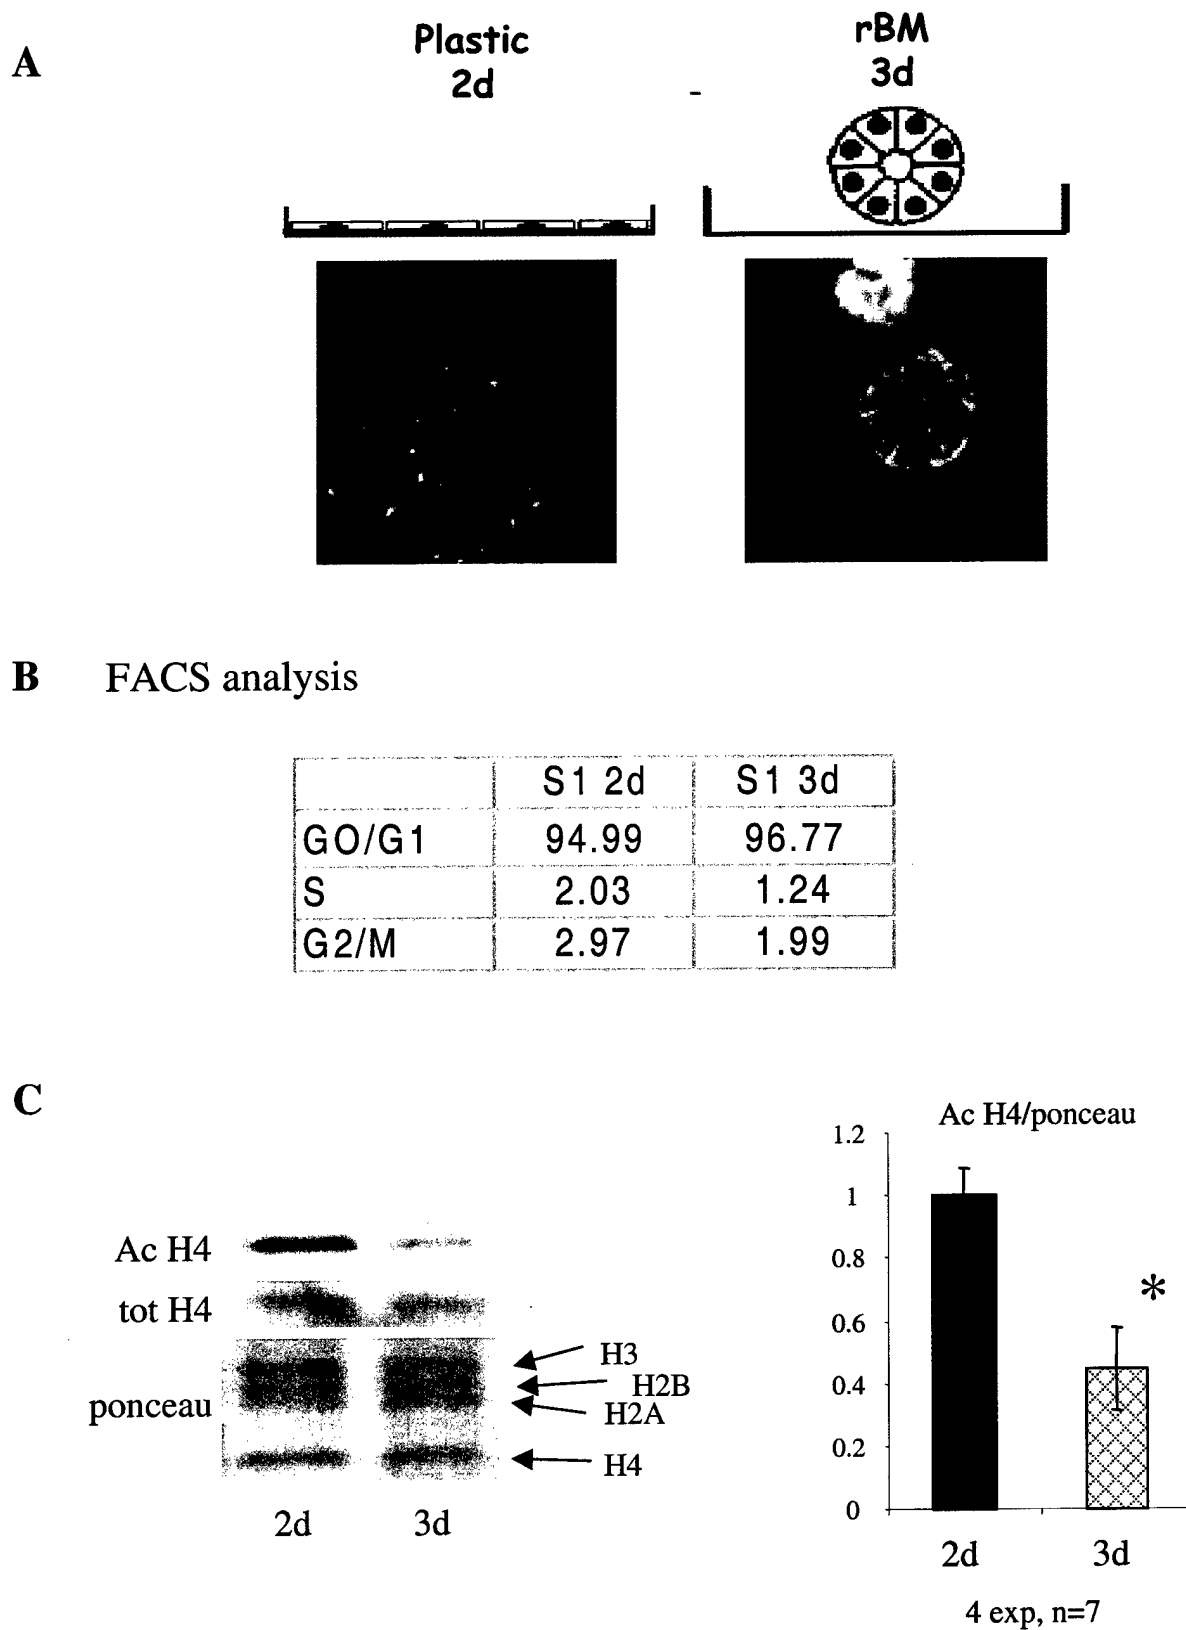 A
Plastic
2d
rBM
3d
B FACS analysis
S1 2d S1 3d
GO/G1 94.99 96.77
S 2.03 1.24
G2/M 2.97 1.99
C
Ac H4
tot H4
ponceau
H3
H2B
H2A
H4
2d 3d
Ac H4/ponceau
1.2
1
0.8
0.6
0.4
0.2
0
*
2d 3d
4 exp, n=7